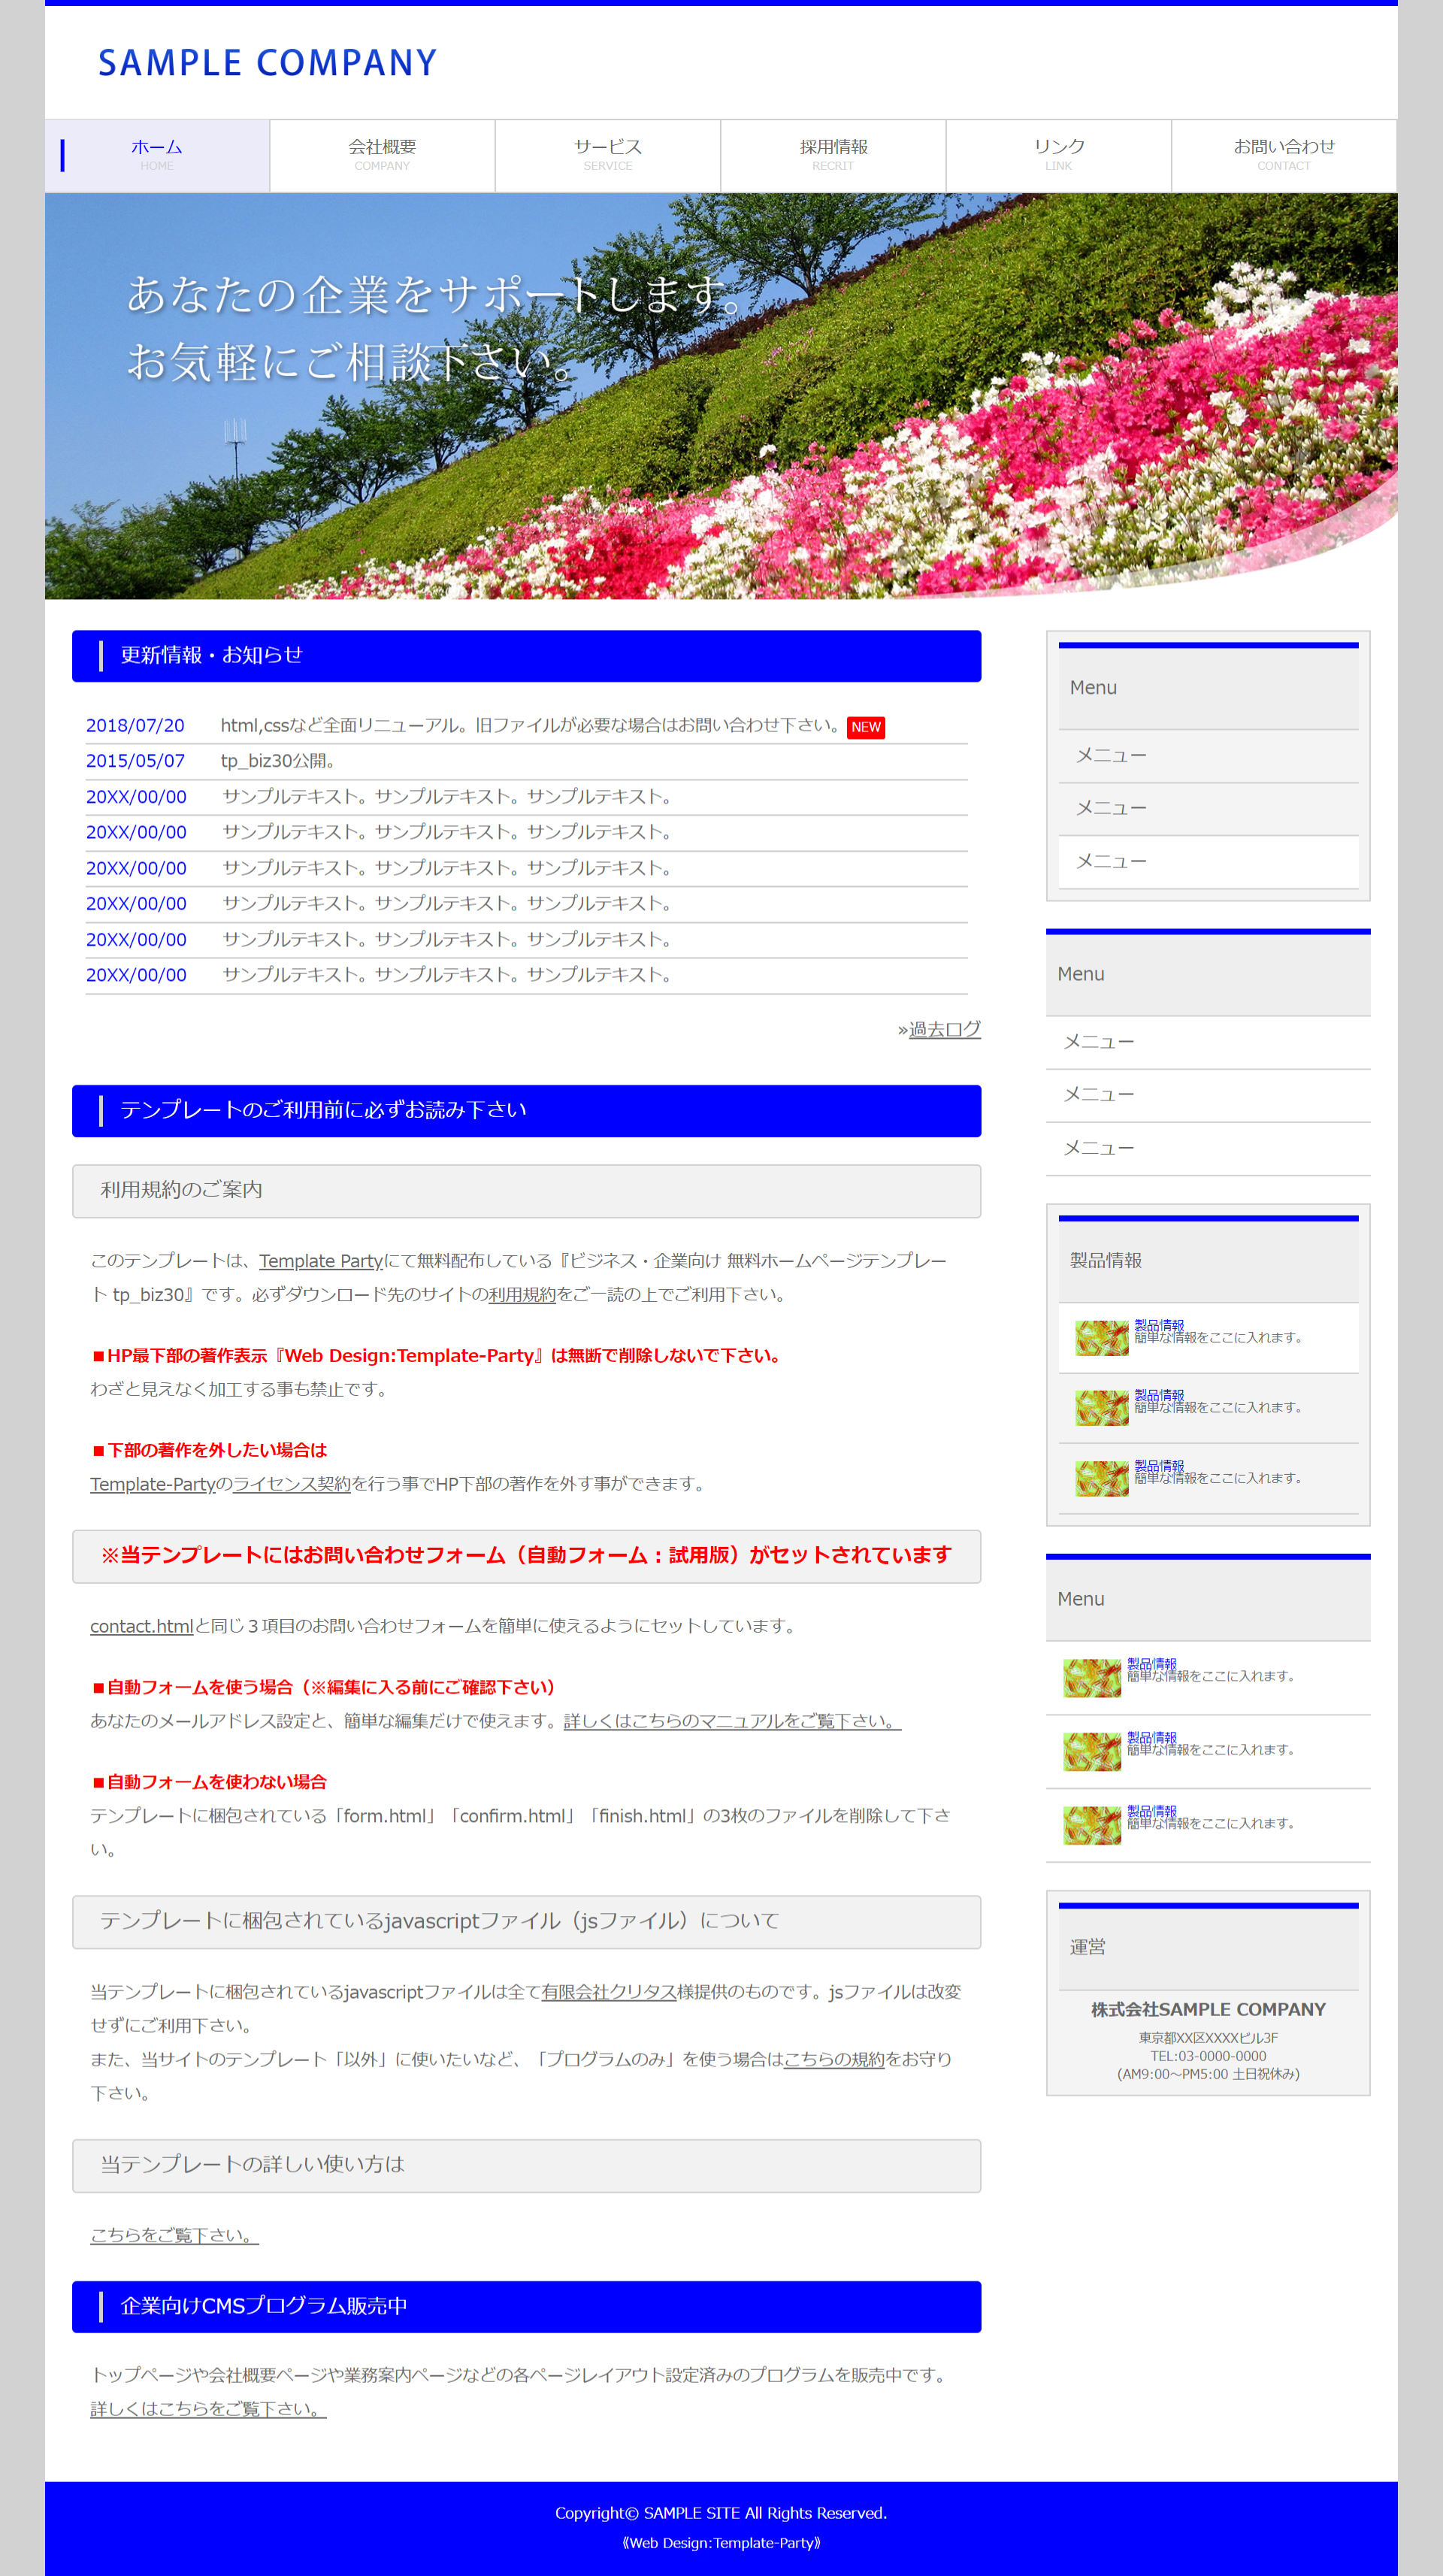 SAMPLE COMPANY
ホーム
HOME
会社概要
COMPANY
サービス
SERVICE
採用情報
RECRIT
リンク
LINK
お問い合わせ
CONTACT
あなたの企業をサポートします。
お気軽にご相談下さい。
更新情報・お知らせ
2018/07/20 html,cssなど全面リニューアル。旧ファイルが必要な場合はお問い合わせ下さい。NEW
2015/05/07 tp_biz30公開。
20XX/00/00 サンプルテキスト。サンプルテキスト。サンプルテキスト。
20XX/00/00 サンプルテキスト。サンプルテキスト。サンプルテキスト。
20XX/00/00 サンプルテキスト。サンプルテキスト。サンプルテキスト。
20XX/00/00 サンプルテキスト。サンプルテキスト。サンプルテキスト。
20XX/00/00 サンプルテキスト。サンプルテキスト。サンプルテキスト。
20XX/00/00 サンプルテキスト。サンプルテキスト。サンプルテキスト。
»過去ログ
テンプレートのご利用前に必ずお読み下さい
利用規約のご案内
このテンプレートは、Template Partyにて無料配布している『ビジネス・企業向け 無料ホームページテンプレー
ト tp_biz30』です。必ずダウンロード先のサイトの利用規約をご一読の上でご利用下さい。
■HP最下部の著作表示『Web Design:Template-Party』は無断で削除しないで下さい。
わざと見えなく加工する事も禁止です。
■下部の著作を外したい場合は
Template-Partyのライセンス契約を行う事でHP下部の著作を外す事ができます。
※当テンプレートにはお問い合わせフォーム（自動フォーム：試用版）がセットされています
contact.htmlと同じ３項目のお問い合わせフォームを簡単に使えるようにセットしています。
■自動フォームを使う場合（※編集に入る前にご確認下さい）
あなたのメールアドレス設定と、簡単な編集だけで使えます。詳しくはこちらのマニュアルをご覧下さい。
■自動フォームを使わない場合
テンプレートに梱包されている「form.html」「confirm.html」「finish.html」の3枚のファイルを削除して下さ
い。
テンプレートに梱包されているjavascriptファイル（jsファイル）について
当テンプレートに梱包されているjavascriptファイルは全て有限会社クリタス様提供のものです。jsファイルは改変
せずにご利用下さい。
また、当サイトのテンプレート「以外」に使いたいなど、「プログラムのみ」を使う場合はこちらの規約をお守り
下さい。
当テンプレートの詳しい使い方は
こちらをご覧下さい。
企業向けCMSプログラム販売中
トップページや会社概要ページや業務案内ページなどの各ページレイアウト設定済みのプログラムを販売中です。
詳しくはこちらをご覧下さい。
Menu
メニュー
メニュー
メニュー
Menu
メニュー
メニュー
メニュー
製品情報
製品情報
簡単な情報をここに入れます。
製品情報
簡単な情報をここに入れます。
製品情報
簡単な情報をここに入れます。
Menu
製品情報
簡単な情報をここに入れます。
製品情報
簡単な情報をここに入れます。
製品情報
簡単な情報をここに入れます。
運営
株式会社SAMPLE COMPANY
東京都XX区XXXXビル3F
TEL:03-0000-0000
(AM9:00～PM5:00 土日祝休み)
Copyright© SAMPLE SITE All Rights Reserved.
《Web Design:Template-Party》